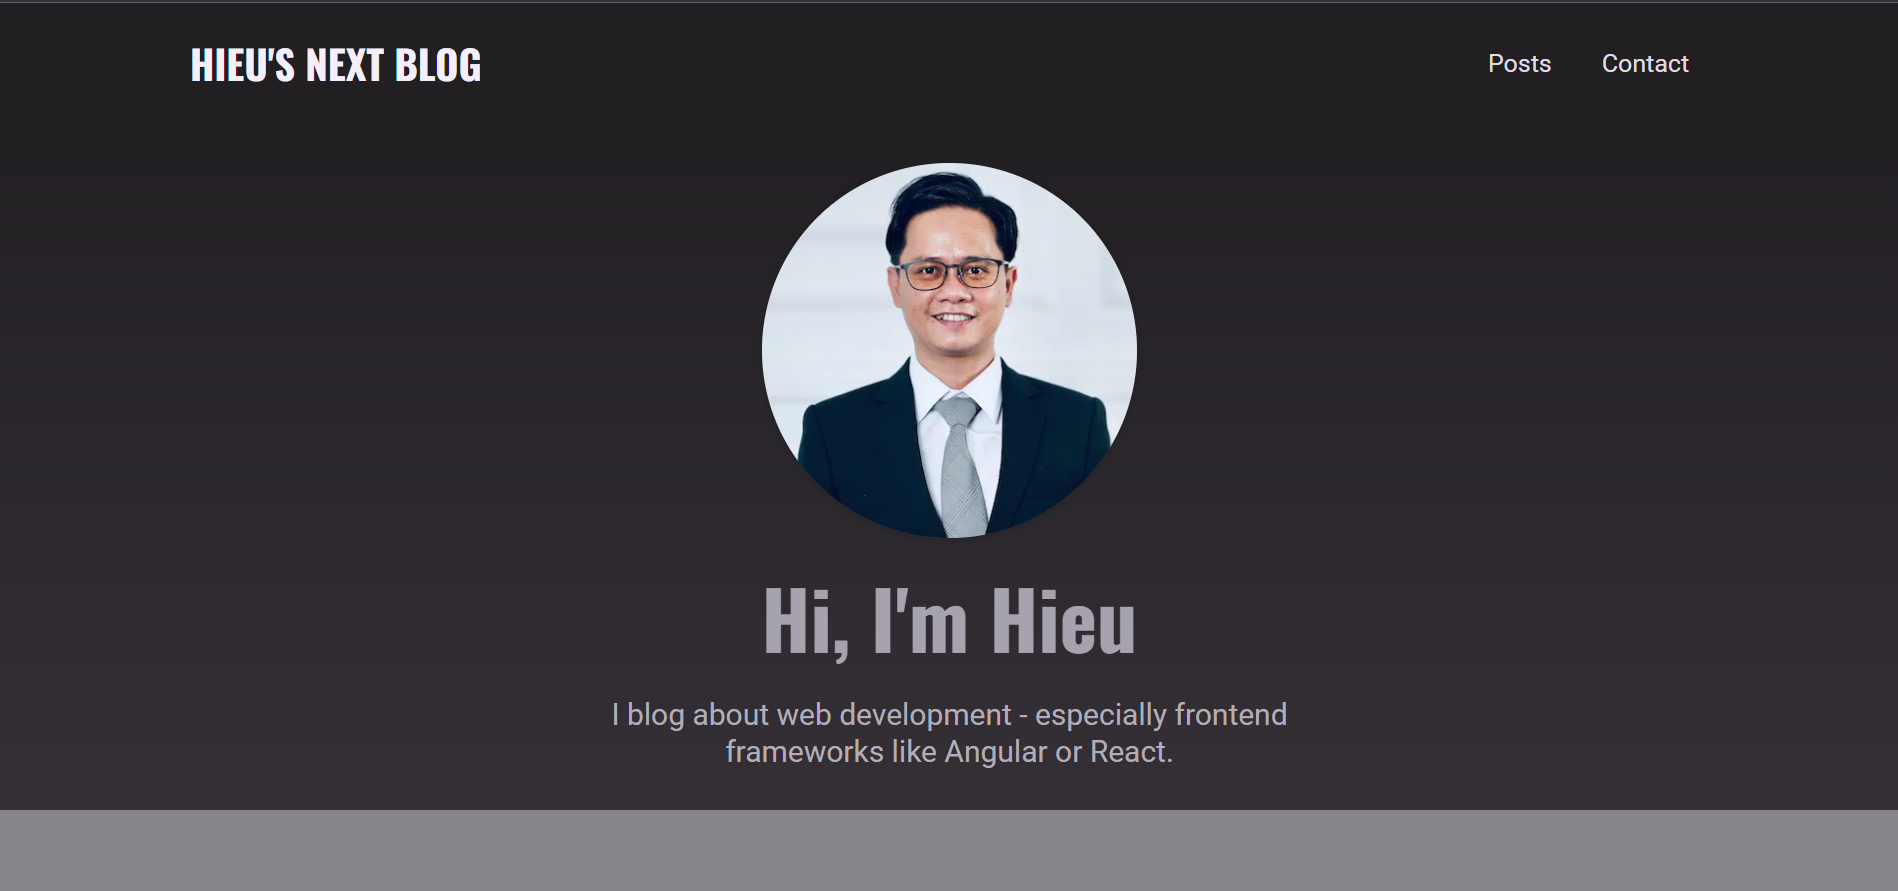 HIEU'S NEXT BLOG
Posts
Contact
Hi, I'm Hieu
I blog about web development - especially frontend
frameworks like Angular or React.